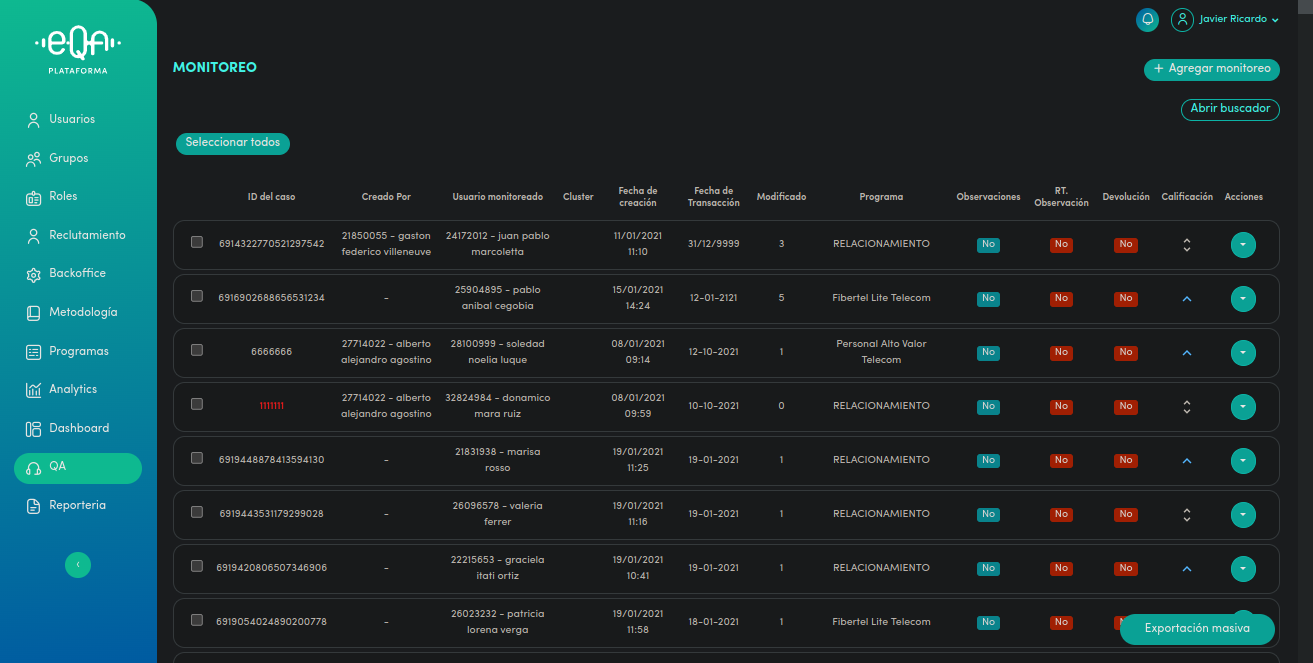 eQA
PLATAFORMA
Usuarios
Grupos
Roles
Reclutamiento
Backoffice
Metodología
Programas
Analytics
Dashboard
QA
Reporteria
Javier Ricardo
MONITOREO
+ Agregar monitoreo
Abrir buscador
Seleccionar todos
ID del caso Creado Por Usuario monitoreado Cluster Fecha de creación Fecha de Transacción Modificado Programa Observaciones RT. Observación Devolución Calificación Acciones
6914322770521297542 21850055 - gaston federico villeneuve 24172012 - juan pablo marcoletta 11/01/2021 11:10 31/12/9999 3 RELACIONAMIENTO No No No
6916902688656531234 - 25904895 - pablo anibal cegobia 15/01/2021 14:24 12-01-2121 5 Fibertel Lite Telecom No No No
6666666 27714022 - alberto alejandro agostino 28100999 - soledad noelia luque 08/01/2021 09:14 12-10-2021 1 Personal Alto Valor Telecom No No No
1111111 27714022 - alberto alejandro agostino 32824984 - donamico mara ruiz 08/01/2021 09:59 10-10-2021 0 RELACIONAMIENTO No No No
6919448878413594130 - 21831938 - marisa rosso 19/01/2021 11:25 19-01-2021 1 RELACIONAMIENTO No No No
6919443531179299028 - 26096578 - valeria ferrer 19/01/2021 11:16 19-01-2021 1 RELACIONAMIENTO No No No
6919420806507346906 - 22215653 - graciela itati ortiz 19/01/2021 10:41 19-01-2021 1 RELACIONAMIENTO No No No
6919054024890200778 - 26023232 - patricia lorena verga 19/01/2021 11:58 18-01-2021 1 Fibertel Lite Telecom No No
Exportación masiva